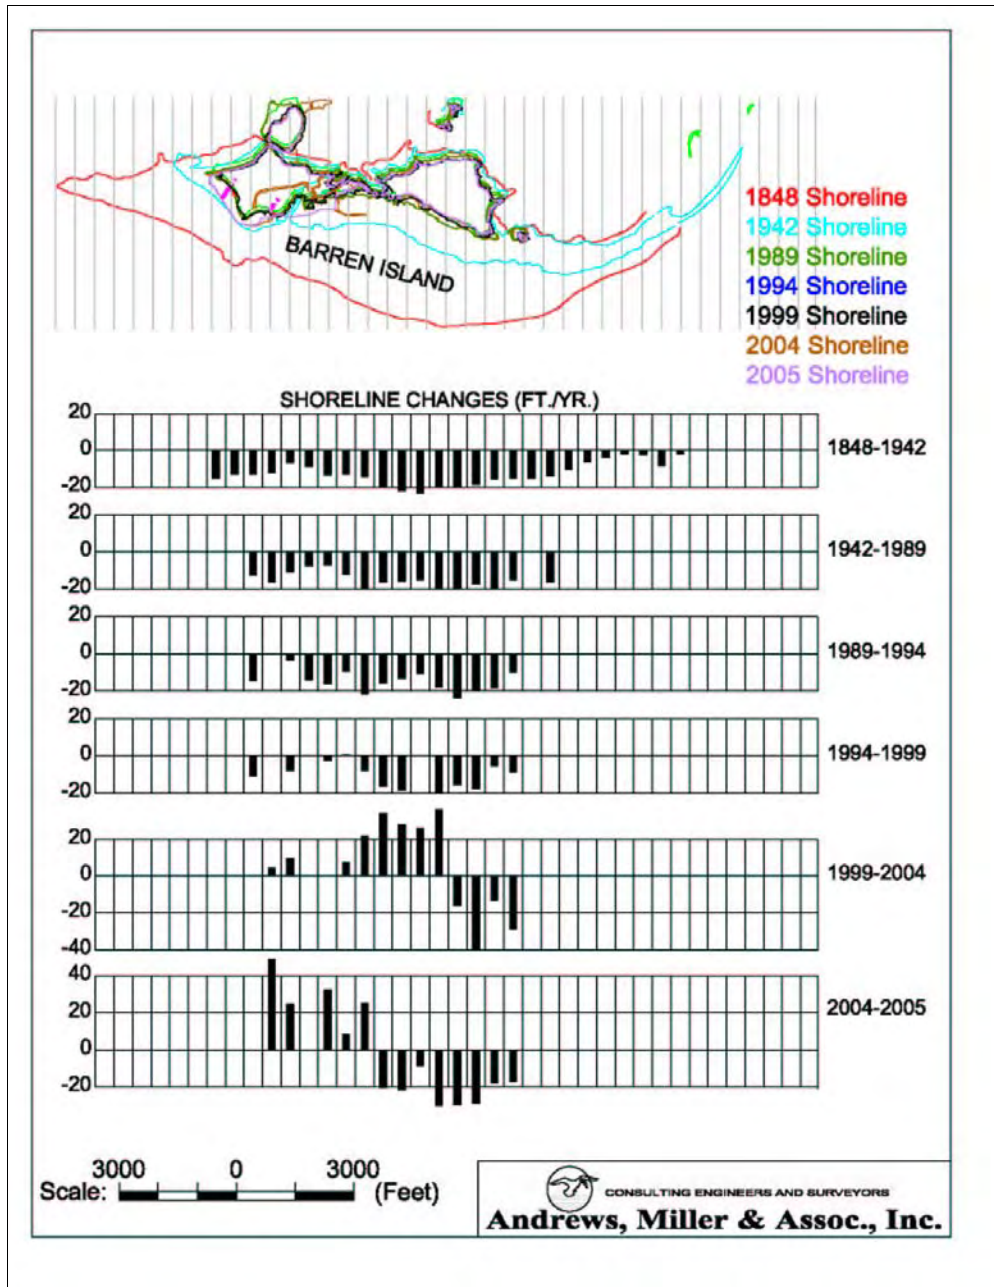 BARREN ISLAND
1848 Shoreline
1942 Shoreline
1989 Shoreline
1994 Shoreline
1999 Shoreline
2004 Shoreline
2005 Shoreline
SHORELINE CHANGES (FT./YR.)
20
0
-20
1848-1942
20
0
-20
1942-1989
20
0
-20
1989-1994
20
0
-20
1994-1999
20
0
-20
-40
1999-2004
40
20
0
-20
2004-2005
3000 0 3000
Scale: (Feet)
CONSULTING ENGINEERS AND SURVEYORS
Andrews, Miller & Assoc., Inc.